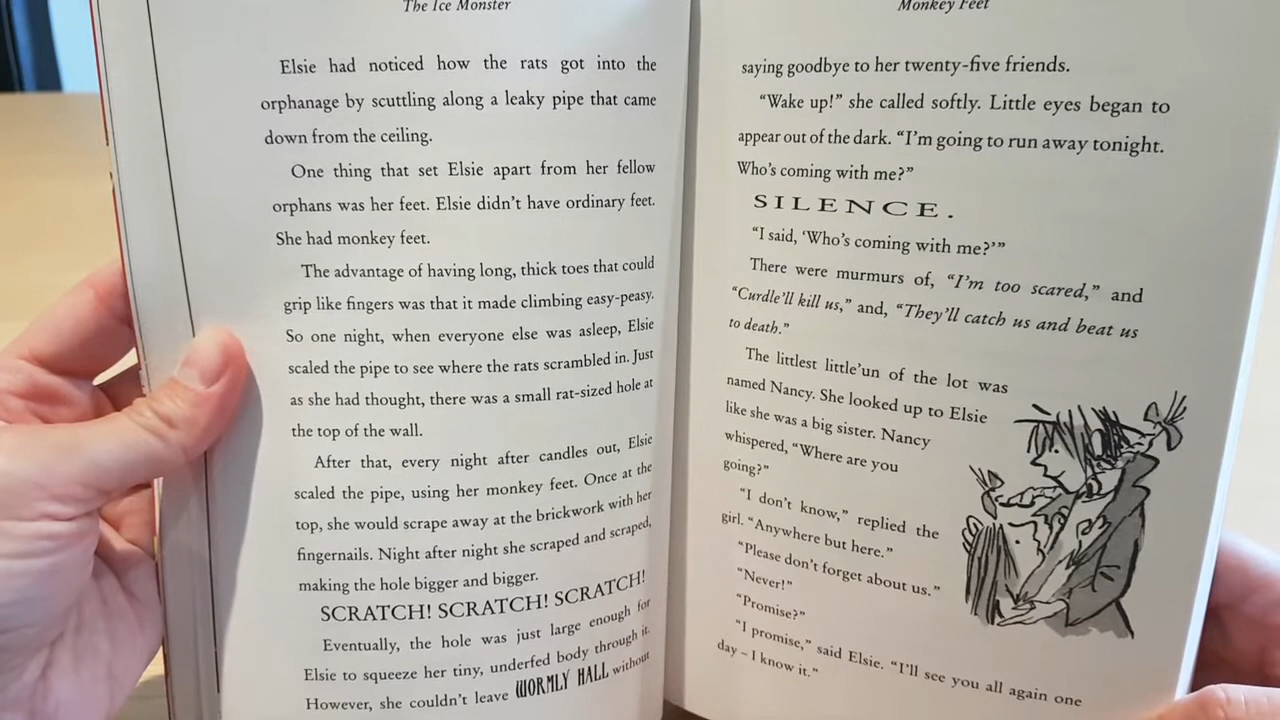 The Ice Monster
Elsie had noticed how the rats got into the
orphanage by scuttling along a leaky pipe that came
down from the ceiling.
One thing that set Elsie apart from her fellow
orphans was her feet. Elsie didn't have ordinary feet.
She had monkey feet.
The advantage of having long, thick toes that could
grip like fingers was that it made climbing easy-peasy.
So one night, when everyone else was asleep, Elsie
scaled the pipe to see where the rats scrambled in. Just
as she had thought, there was a small rat-sized hole at
the top of the wall.
After that, every night after candles out, Elsie
scaled the pipe, using her monkey feet. Once at the
top, she would scrape away at the brickwork with her
fingernails. Night after night she scraped and scraped,
making the hole bigger and bigger.
SCRATCH! SCRATCH! SCRATCH!
Eventually, the hole was just large enough for
Elsie to squeeze her tiny, underfed body through it.
However, she couldn't leave WORMLY HALL without
Monkey Feet
saying goodbye to her twenty-five friends.
"Wake up!" she called softly. Little eyes began to
appear out of the dark. "I'm going to run away tonight.
Who's coming with me?"
SILENCE.
"I said, 'Who's coming with me?'"
There were murmurs of, "I'm too scared," and
"Curdle'll kill us," and, "They'll catch us and beat us
to death."
The littlest little'un of the lot was
named Nancy. She looked up to Elsie
like she was a big sister. Nancy
whispered, "Where are you
going?"
"I don't know," replied the
girl. "Anywhere but here."
"Please don't forget about us."
"Never!"
"Promise?"
"I promise," said Elsie. "I'll see you all again one
day – I know it."